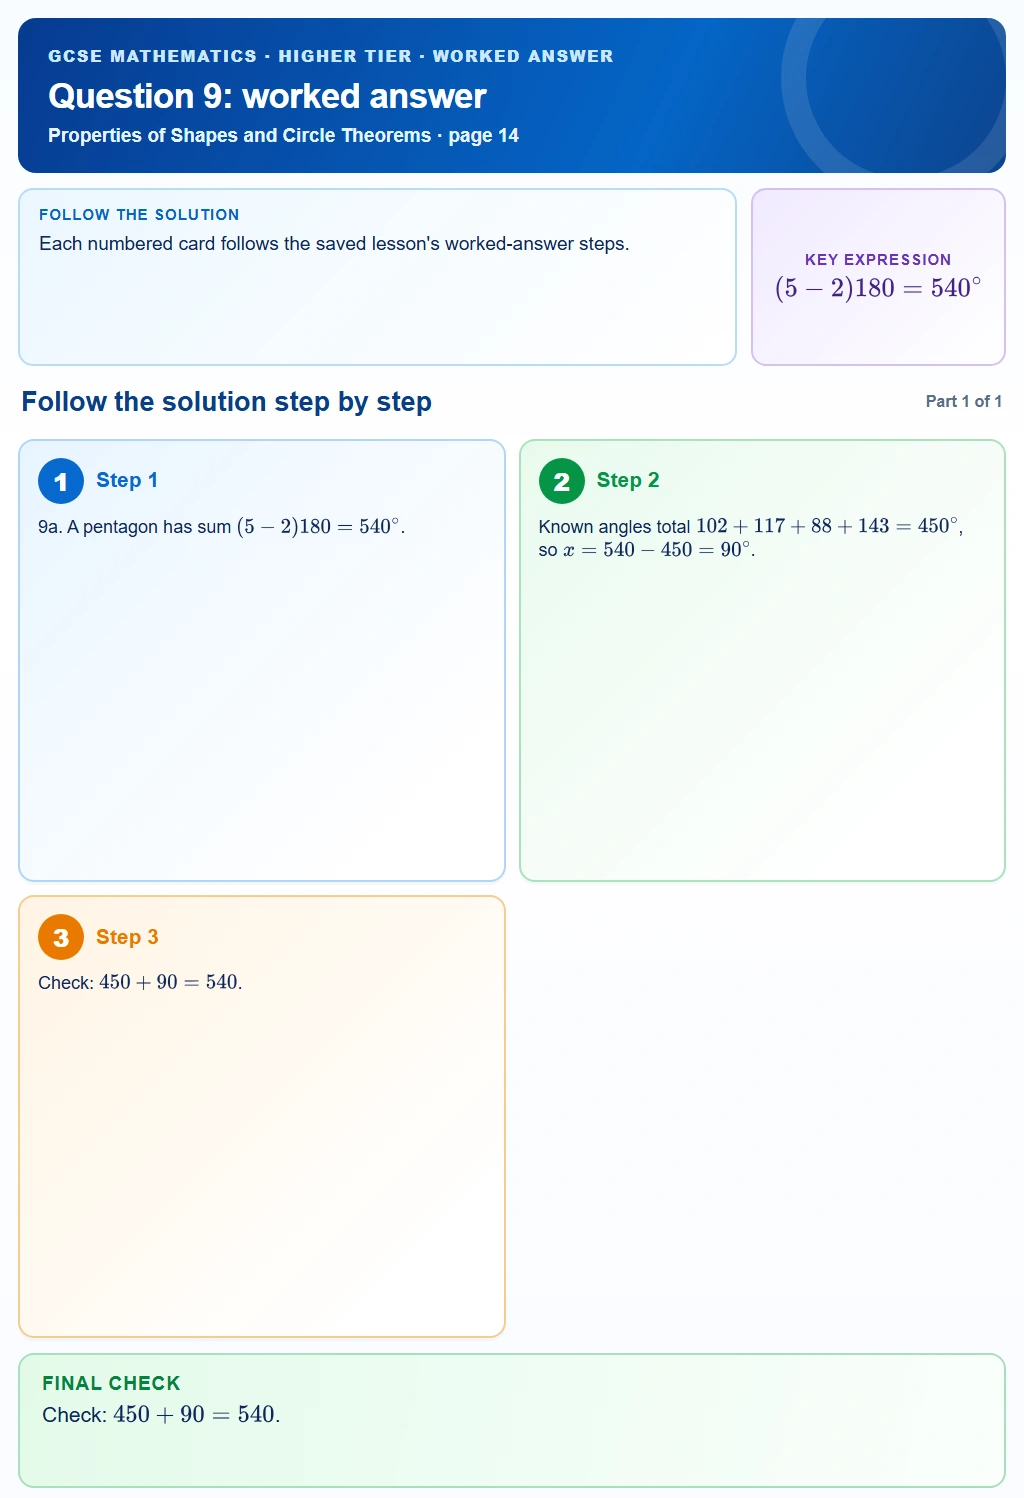 GCSE MATHEMATICS · HIGHER TIER · WORKED ANSWER
Question 9: worked answer
Properties of Shapes and Circle Theorems · page 14
FOLLOW THE SOLUTION
Each numbered card follows the saved lesson's worked-answer steps.
KEY EXPRESSION
(5 − 2)180 = 540°
Follow the solution step by step
Part 1 of 1
1 Step 1
9a. A pentagon has sum (5 − 2)180 = 540°.
2 Step 2
Known angles total 102 + 117 + 88 + 143 = 450°,
so x = 540 − 450 = 90°.
3 Step 3
Check: 450 + 90 = 540.
FINAL CHECK
Check: 450 + 90 = 540.